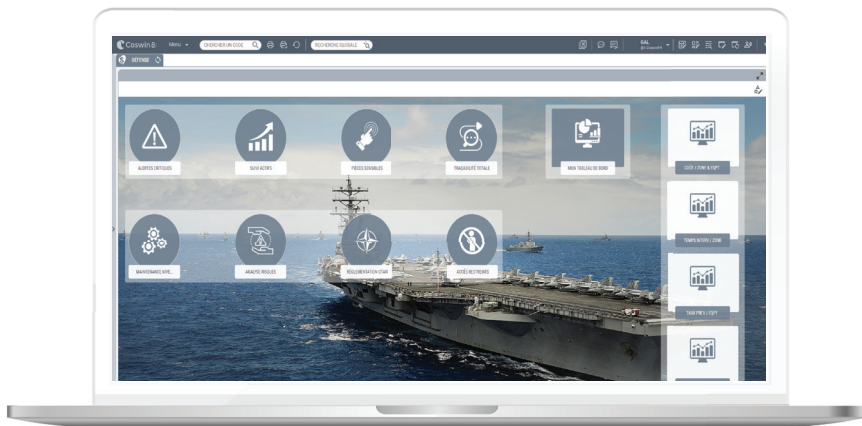 Coswin 8i Menu CHERCHER UN CODE RECHERCHE GLOBALE GAL
DÉFENSE
ALERTES CRITIQUES SUIVI ACTIFS PIÈCES SENSIBLES TRAÇABILITÉ TOTALE MON TABLEAU DE BORD COÛT / ZONE & EQPT
TEMPS INTERV / ZONE
MAINTENANCE NIVE... ANALYSE RISQUES RÉGLEMENTATION OTAN ACCÈS RESTREINTS
TAUX PREV / EQPT